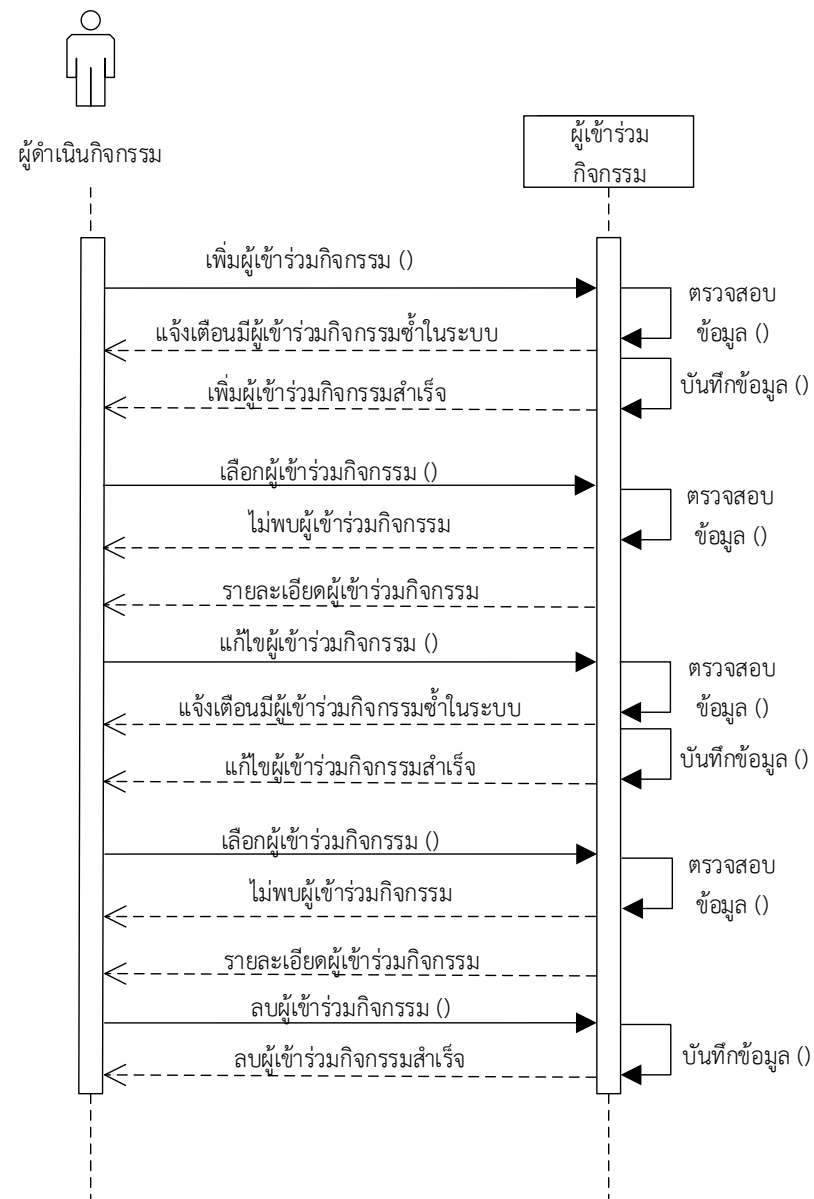 ผู้ดำเนินกิจกรรม
ผู้เข้าร่วม
กิจกรรม
เพิ่มผู้เข้าร่วมกิจกรรม ()
ตรวจสอบ
ข้อมูล ()
แจ้งเตือนมีผู้เข้าร่วมกิจกรรมซ้ำในระบบ
บันทึกข้อมูล ()
เพิ่มผู้เข้าร่วมกิจกรรมสำเร็จ
เลือกผู้เข้าร่วมกิจกรรม ()
ตรวจสอบ
ข้อมูล ()
ไม่พบผู้เข้าร่วมกิจกรรม
รายละเอียดผู้เข้าร่วมกิจกรรม
แก้ไขผู้เข้าร่วมกิจกรรม ()
ตรวจสอบ
ข้อมูล ()
แจ้งเตือนมีผู้เข้าร่วมกิจกรรมซ้ำในระบบ
บันทึกข้อมูล ()
แก้ไขผู้เข้าร่วมกิจกรรมสำเร็จ
เลือกผู้เข้าร่วมกิจกรรม ()
ตรวจสอบ
ข้อมูล ()
ไม่พบผู้เข้าร่วมกิจกรรม
รายละเอียดผู้เข้าร่วมกิจกรรม
ลบผู้เข้าร่วมกิจกรรม ()
บันทึกข้อมูล ()
ลบผู้เข้าร่วมกิจกรรมสำเร็จ